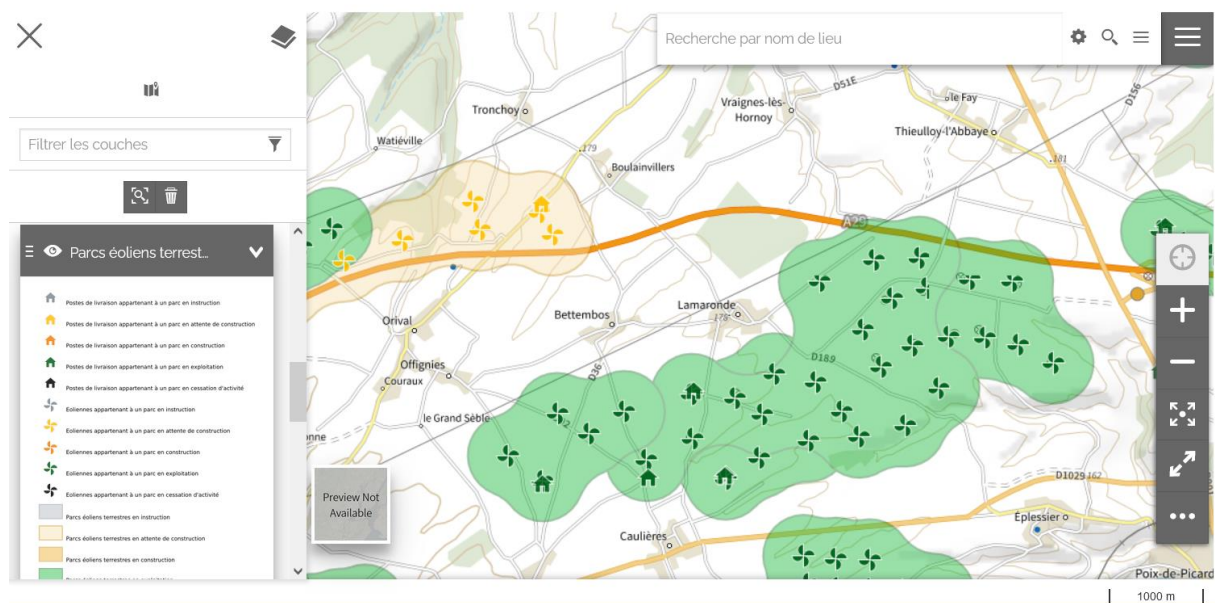 Recherche par nom de lieu
Filtrer les couches
Parcs éoliens terrest...
Postes de livraison appartenant à un parc en instruction
Postes de livraison appartenant à un parc en attente de construction
Postes de livraison appartenant à un parc en construction
Postes de livraison appartenant à un parc en exploitation
Postes de livraison appartenant à un parc en cessation d'activité
Eoliennes appartenant à un parc en instruction
Eoliennes appartenant à un parc en attente de construction
Eoliennes appartenant à un parc en construction
Eoliennes appartenant à un parc en exploitation
Eoliennes appartenant à un parc en cessation d'activité
Parcs éoliens terrestres en instruction
Parcs éoliens terrestres en attente de construction
Parcs éoliens terrestres en construction
D51E
D156
le Fay
Tronchoy
Vraignes-lès-
Hornoy
Thieulloy-l'Abbaye
Watiéville
179
181
Boulainvillers
A29
Lamaronde
178
Bettembos
Orival
D189
Offignies
D36
Couraux
le Grand Sèble
nne
Preview Not
Available
D1029
162
Éplessier
Caulières
Poix-de-Picard
1000 m